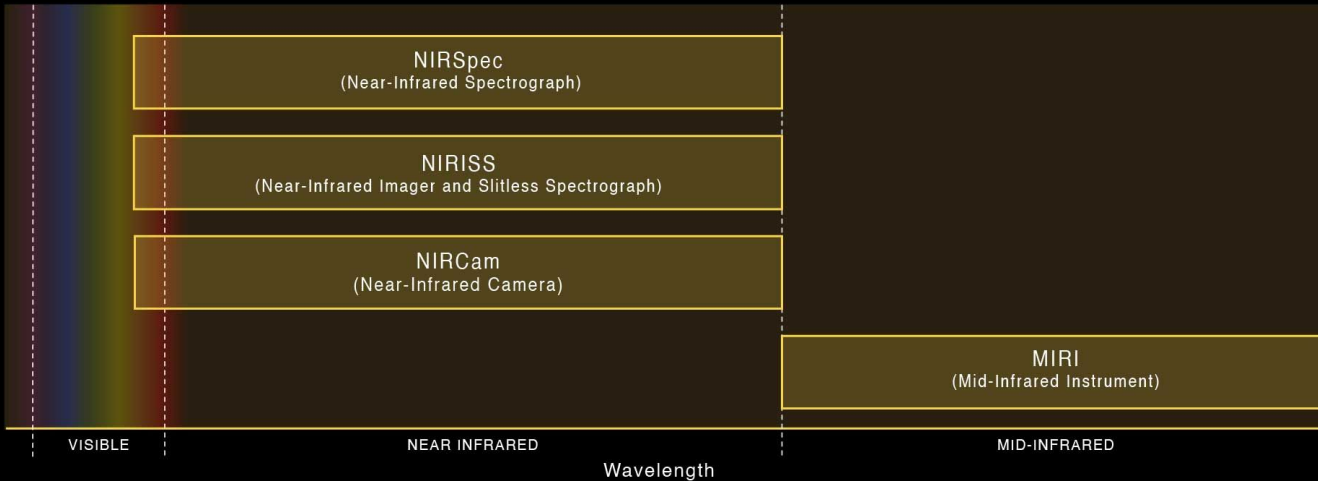 NIRSpec
(Near-Infrared Spectrograph)
NIRISS
(Near-Infrared Imager and Slitless Spectrograph)
NIRCam
(Near-Infrared Camera)
MIRI
(Mid-Infrared Instrument)
VISIBLE
NEAR INFRARED
MID-INFRARED
Wavelength